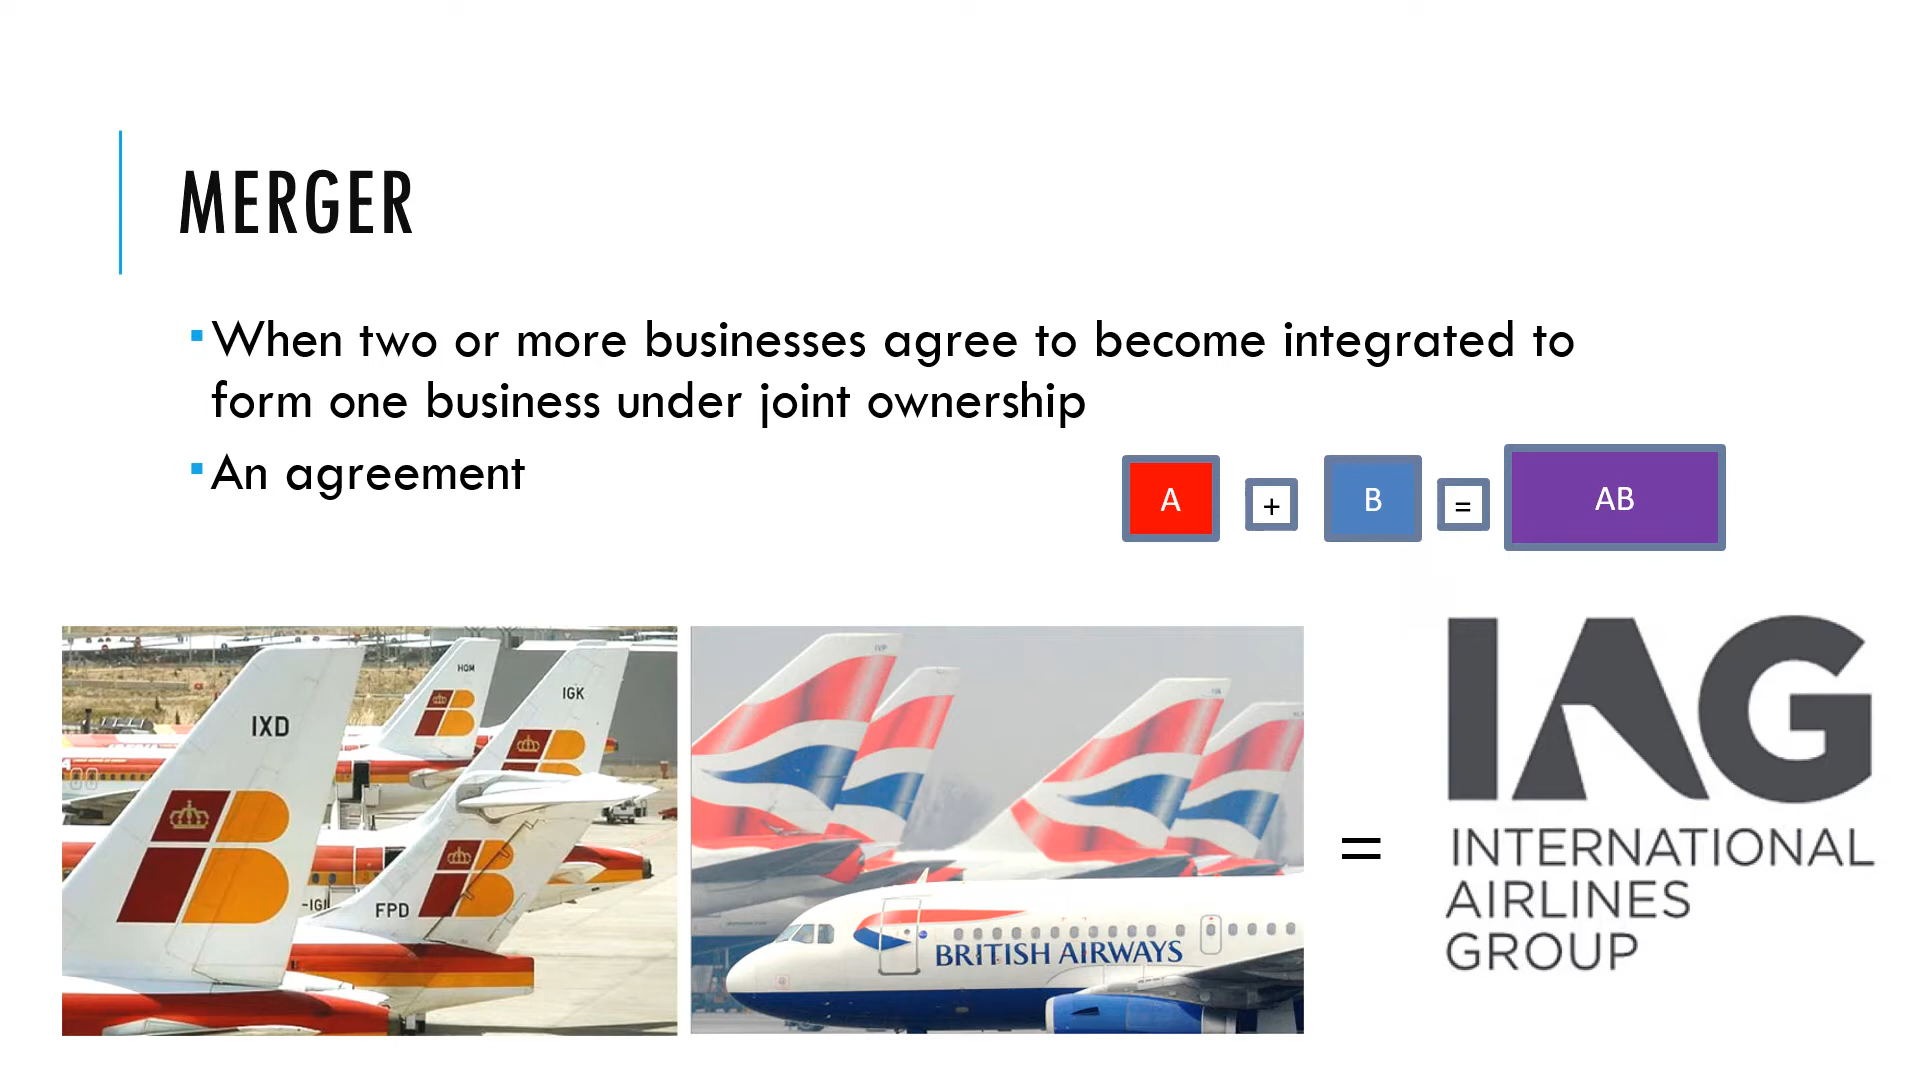 MERGER
When two or more businesses agree to become integrated to
form one business under joint ownership
An agreement
A + B = AB
IXD
HQM
IGK
FPD
-IGI
BRITISH AIRWAYS
=
IAG
INTERNATIONAL
AIRLINES
GROUP